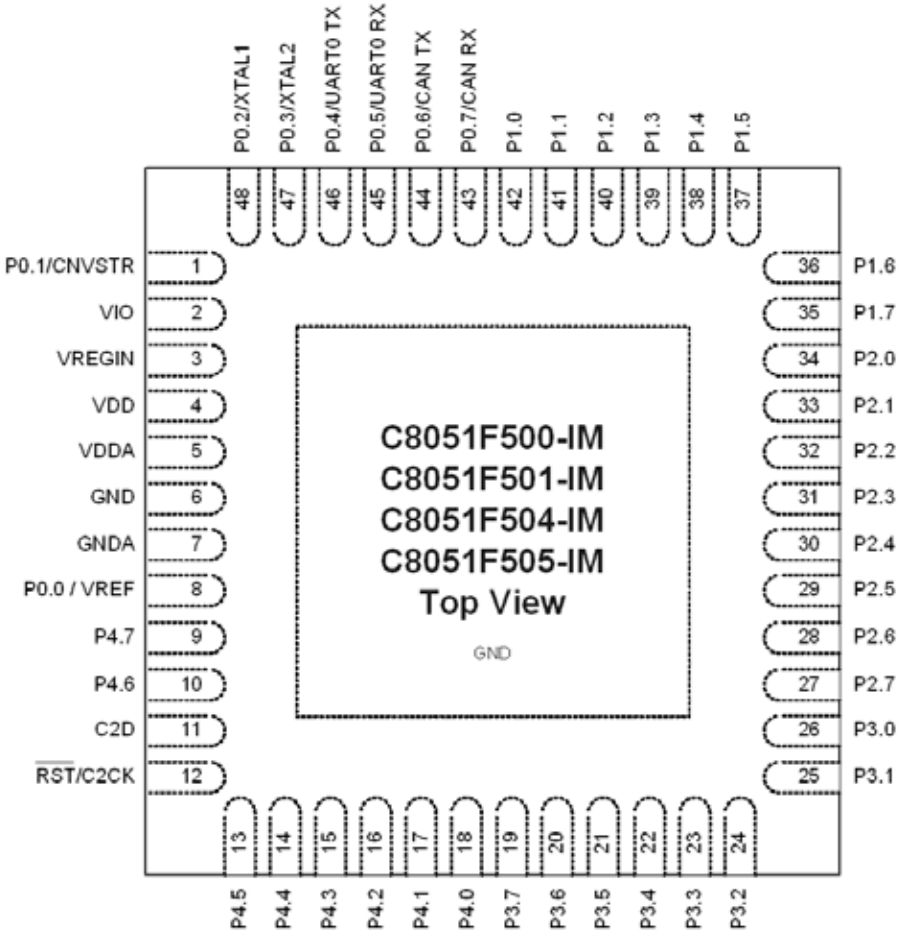 P0.2/XTAL1
P0.3/XTAL2
P0.4/UART0 TX
P0.5/UART0 RX
P0.6/CAN TX
P0.7/CAN RX
P1.0
P1.1
P1.2
P1.3
P1.4
P1.5
48
47
46
45
44
43
42
41
40
39
38
37
P0.1/CNVSTR 1
VIO 2
VREGIN 3
VDD 4
VDDA 5
GND 6
GNDA 7
P0.0 / VREF 8
P4.7 9
P4.6 10
C2D 11
RST/C2CK 12
C8051F500-IM
C8051F501-IM
C8051F504-IM
C8051F505-IM
Top View
GND
36 P1.6
35 P1.7
34 P2.0
33 P2.1
32 P2.2
31 P2.3
30 P2.4
29 P2.5
28 P2.6
27 P2.7
26 P3.0
25 P3.1
13
14
15
16
17
18
19
20
21
22
23
24
P4.5
P4.4
P4.3
P4.2
P4.1
P4.0
P3.7
P3.6
P3.5
P3.4
P3.3
P3.2